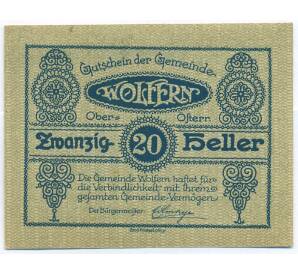 Gutschein der Gemeinde
WOLFERN
Ober- Österr.
Zwanzig 20 Heller
Die Gemeinde Wolfern haftet für
die Verbindlichkeit mit Ihrem
gesamten Gemeinde-Vermögen
Der Bürgermeister: